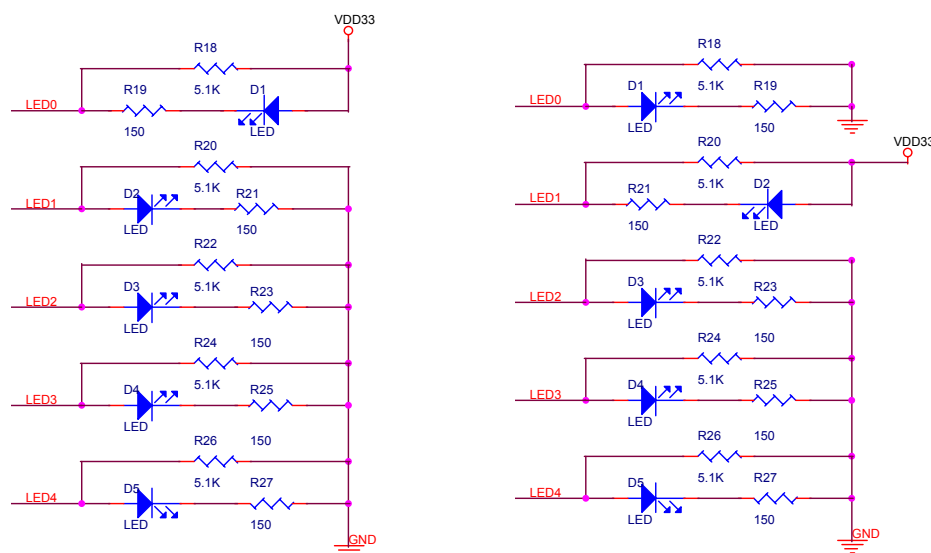 VDD33
R18
5.1K
R19
D1
LED0
150
LED
R20
5.1K
D2
R21
LED1
LED
150
R22
5.1K
D3
R23
LED2
LED
150
R24
5.1K
D4
R25
LED3
LED
150
R26
5.1K
D5
R27
LED4
LED
150
GND
R18
5.1K
D1
R19
LED0
LED
150
VDD33
R20
5.1K
D2
R21
LED1
150
LED
R22
5.1K
D3
R23
LED2
LED
150
R24
5.1K
D4
R25
LED3
LED
150
R26
5.1K
D5
R27
LED4
LED
150
GND